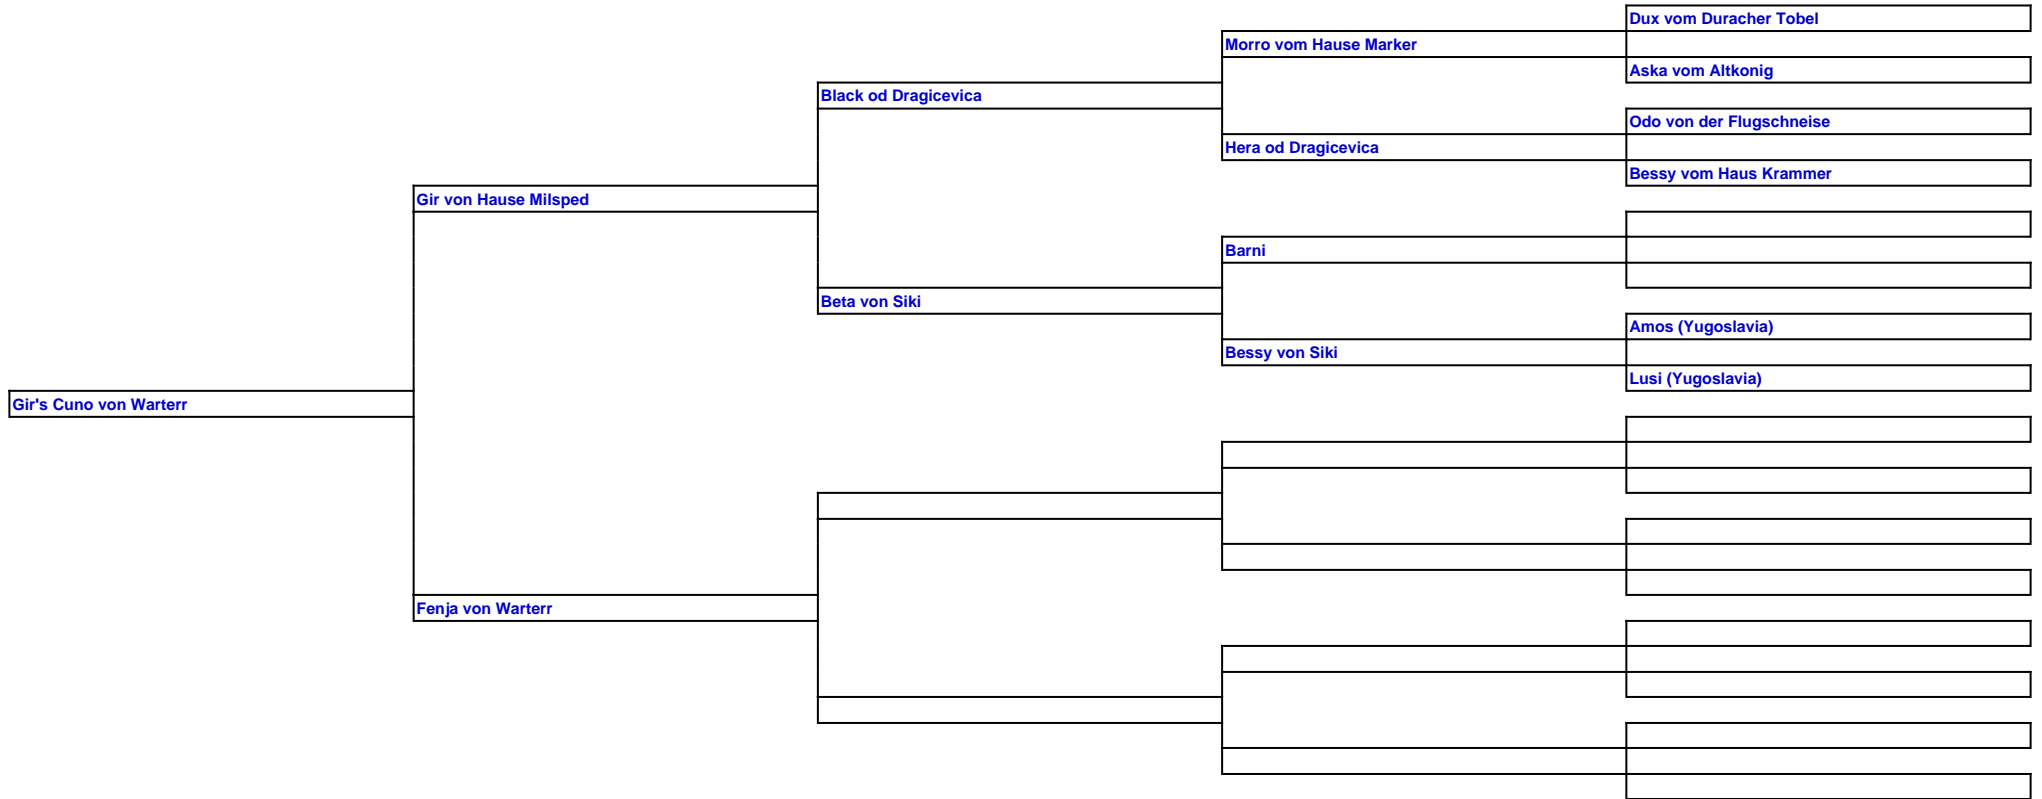 Dux vom Duracher Tobel
Morro vom Hause Marker
Aska vom Altkonig
Black od Dragicevica
Odo von der Flugschneise
Hera od Dragicevica
Bessy vom Haus Krammer
Gir von Hause Milsped
Barni
Beta von Siki
Amos (Yugoslavia)
Bessy von Siki
Lusi (Yugoslavia)
Gir's Cuno von Warterr
Fenja von Warterr